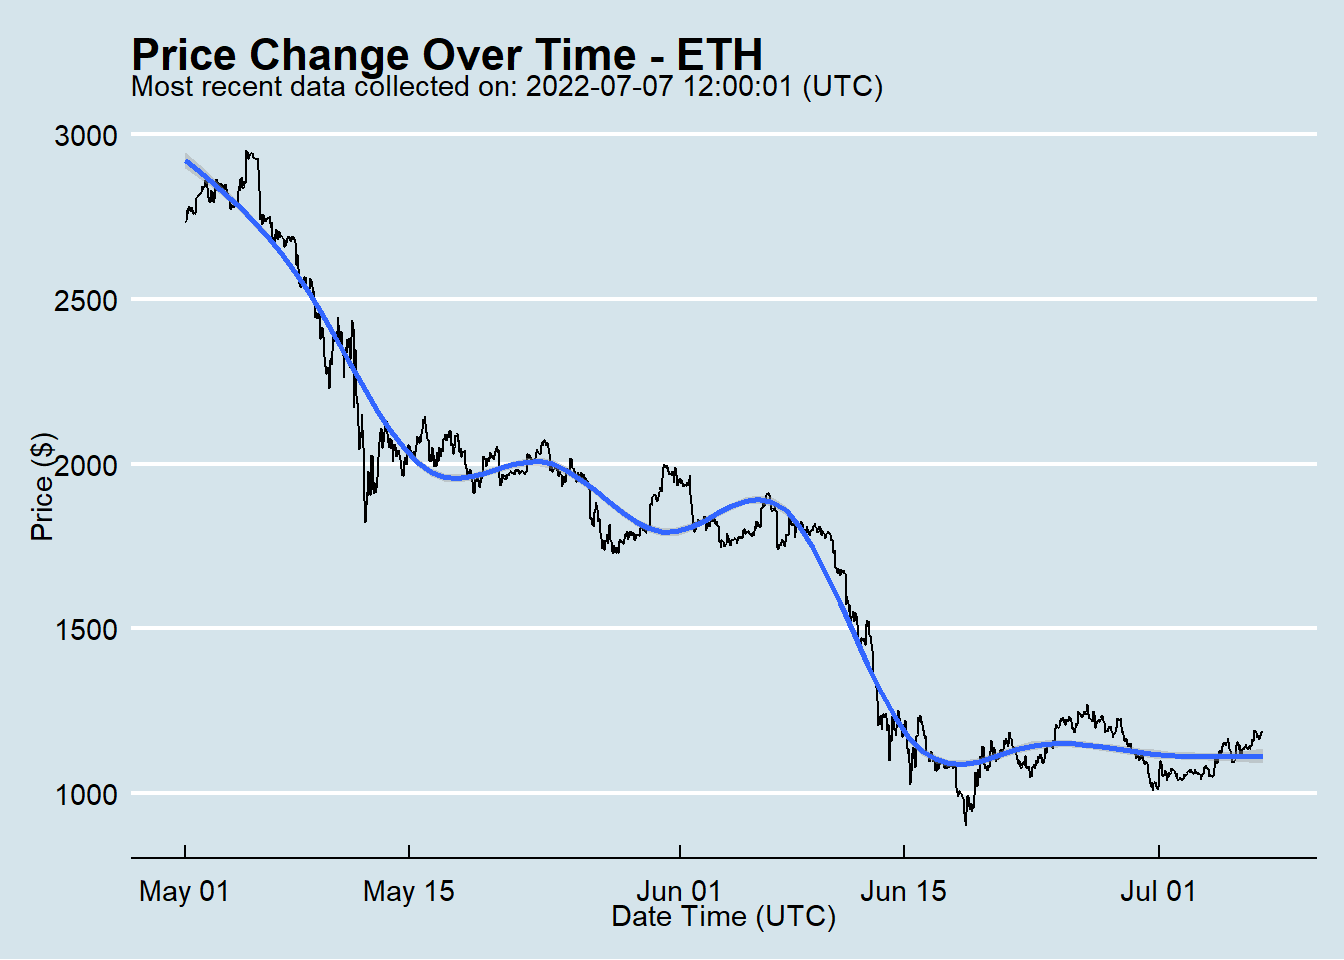 Price Change Over Time - ETH
Most recent data collected on: 2022-07-07 12:00:01 (UTC)
3000
2500
2000
1500
1000
Price ($)
May 01
May 15
Jun 01
Jun 15
Jul 01
Date Time (UTC)